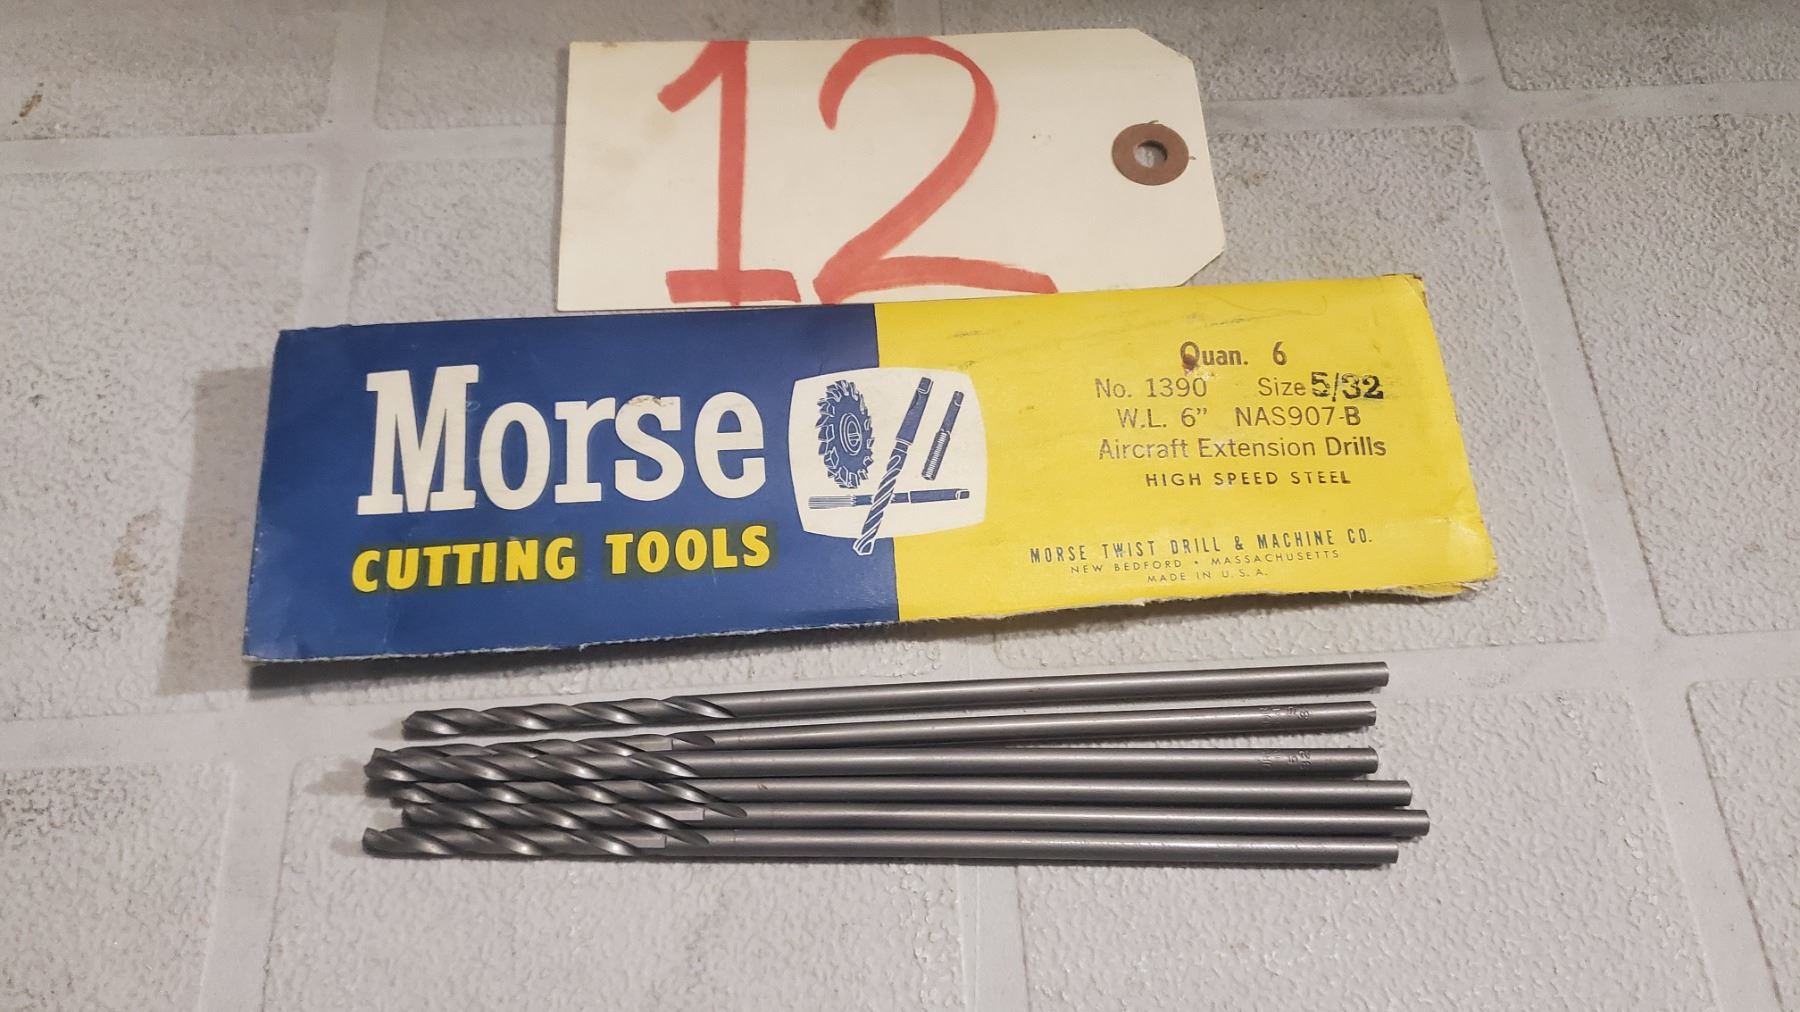 12
Morse
CUTTING TOOLS
Quan. 6
No. 1390 Size 5/32
W.L. 6" NAS907-B
Aircraft Extension Drills
HIGH SPEED STEEL
MORSE TWIST DRILL & MACHINE CO.
NEW BEDFORD • MASSACHUSETTS
MADE IN U.S.A.